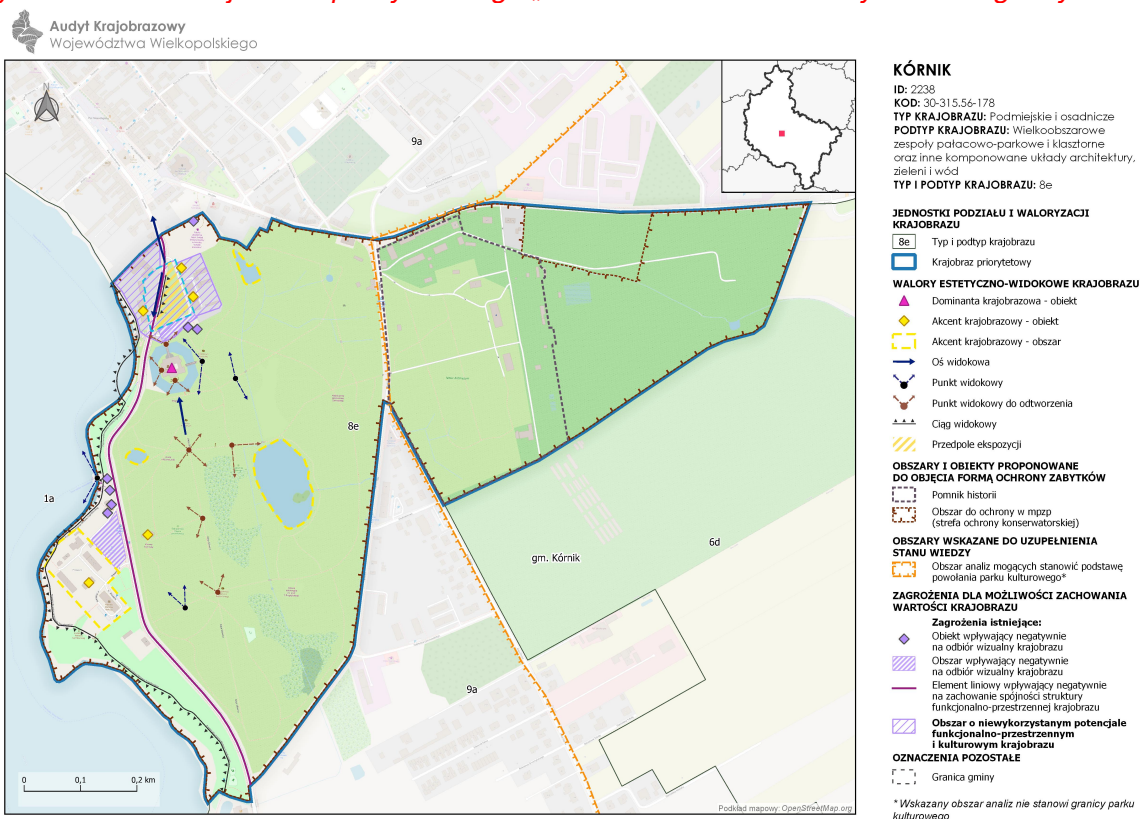 Audyt Krajobrazowy
Województwa Wielkopolskiego
N
9a
8e
1a
gm. Kórnik
6d
9a
0 0,1 0,2 km
Podkład mapowy: OpenStreetMap.org
KÓRNIK
ID: 2238
KOD: 30-315.56-178
TYP KRAJOBRAZU: Podmiejskie i osadnicze
PODTYP KRAJOBRAZU: Wielkoobszarowe
zespoły pałacowo-parkowe i klasztorne
oraz inne komponowane układy architektury,
zieleni i wód
TYP I PODTYP KRAJOBRAZU: 8e
JEDNOSTKI PODZIAŁU I WALORYZACJI
KRAJOBRAZU
8e Typ i podtyp krajobrazu
Krajobraz priorytetowy
WALORY ESTETYCZNO-WIDOKOWE KRAJOBRAZU
Dominanta krajobrazowa - obiekt
Akcent krajobrazowy - obiekt
Akcent krajobrazowy - obszar
Oś widokowa
Punkt widokowy
Punkt widokowy do odtworzenia
Ciąg widokowy
Przedpole ekspozycji
OBSZARY I OBIEKTY PROPONOWANE
DO OBJĘCIA FORMĄ OCHRONY ZABYTKÓW
Pomnik historii
Obszar do ochrony w mpzp
(strefa ochrony konserwatorskiej)
OBSZARY WSKAZANE DO UZUPEŁNIENIA
STANU WIEDZY
Obszar analiz mogących stanowić podstawę
powołania parku kulturowego*
ZAGROŻENIA DLA MOŻLIWOŚCI ZACHOWANIA
WARTOŚCI KRAJOBRAZU
Zagrożenia istniejące:
Obiekt wpływający negatywnie
na odbiór wizualny krajobrazu
Obszar wpływający negatywnie
na odbiór wizualny krajobrazu
Element liniowy wpływający negatywnie
na zachowanie spójności struktury
funkcjonalno-przestrzennej krajobrazu
Obszar o niewykorzystanym potencjale
funkcjonalno-przestrzennym
i kulturowym krajobrazu
OZNACZENIA POZOSTAŁE
Granica gminy
* Wskazany obszar analiz nie stanowi granicy parku
kulturowego